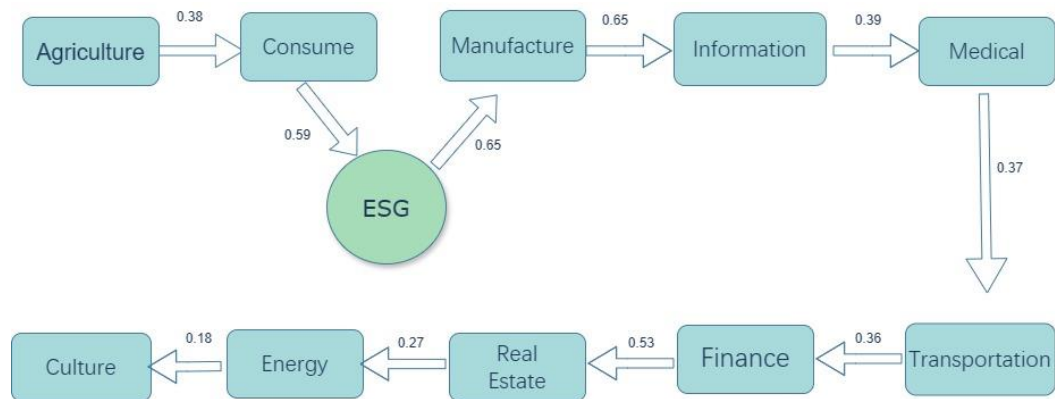 0.38
0.65
0.39
Agriculture
Consume
Manufacture
Information
Medical
0.59
0.65
ESG
0.37
0.18
0.27
0.53
0.36
Culture
Energy
Real
Estate
Finance
Transportation